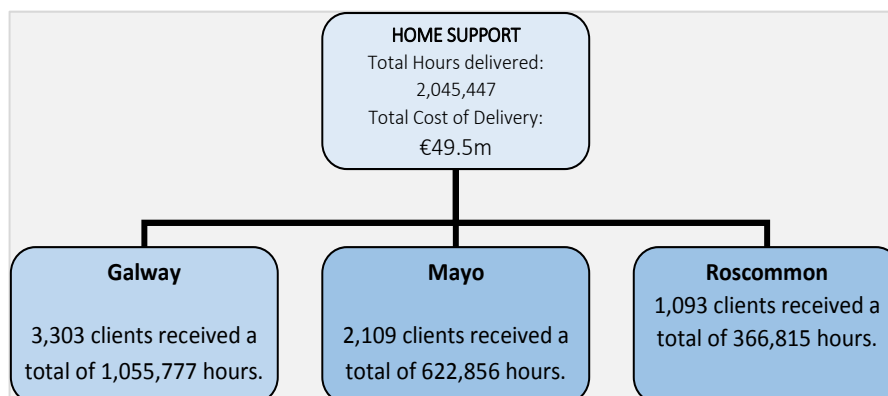 HOME SUPPORT
Total Hours delivered:
2,045,447
Total Cost of Delivery:
€49.5m
Galway
3,303 clients received a
total of 1,055,777 hours.
Mayo
2,109 clients received a
total of 622,856 hours.
Roscommon
1,093 clients received a
total of 366,815 hours.